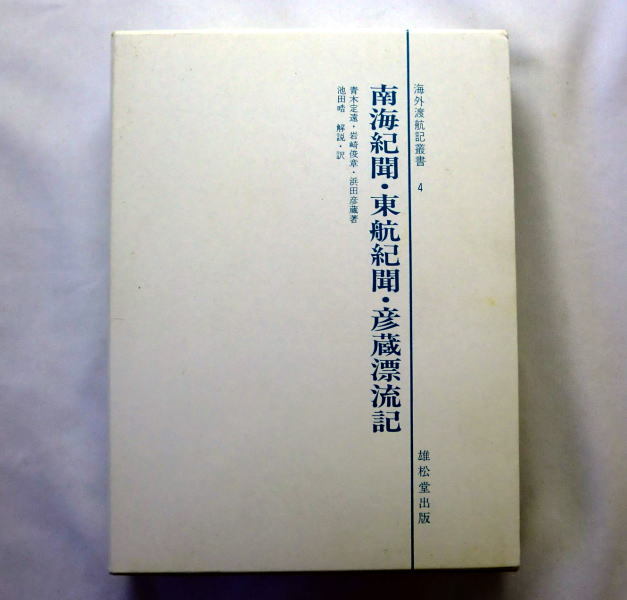 海外渡航記叢書 4
南海紀聞・東航紀聞・彦蔵漂流記
青木定遠・岩崎俊章・浜田彦蔵著
池田晧 解説・訳
雄松堂出版